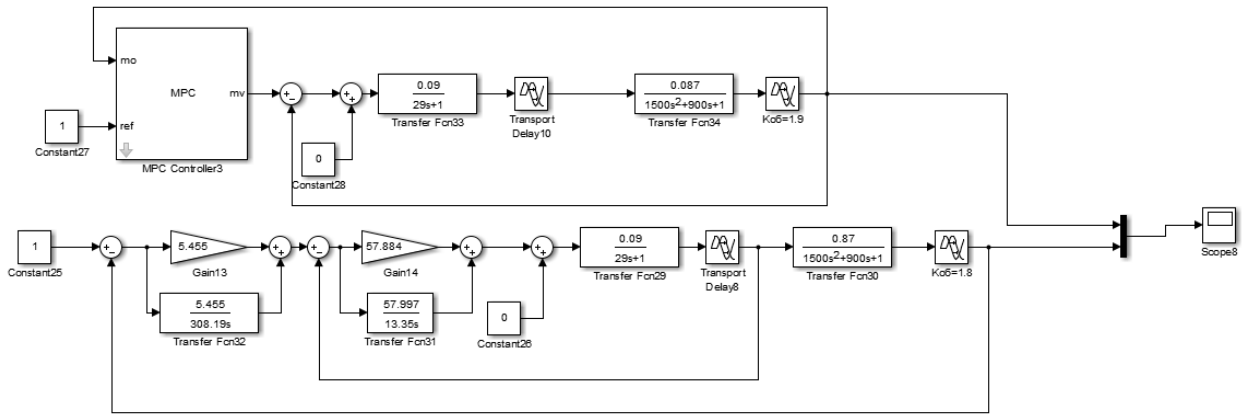 mo
MPC
mv
ref
MPC Controller3
1
Constant27
+
−
+
+
0
Constant28
0.09
29s+1
Transfer Fcn33
Transport
Delay10
0.087
1500s²+900s+1
Transfer Fcn34
Коб=1.9
1
Constant25
+
−
5.455
Gain13
5.455
308.19s
Transfer Fcn32
+
+
+
−
57.884
Gain14
57.997
13.35s
Transfer Fcn31
+
+
+
+
0
Constant26
0.09
29s+1
Transfer Fcn29
Transport
Delay8
0.87
1500s²+900s+1
Transfer Fcn30
Коб=1.8
Scope8